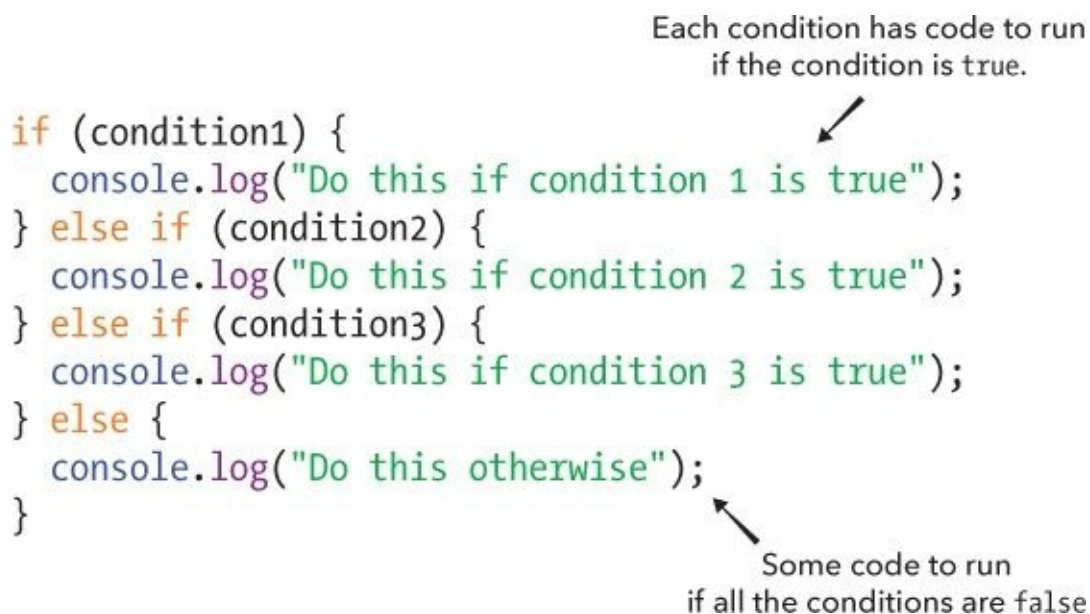 Each condition has code to run
if the condition is true.
if (condition1) {
  console.log("Do this if condition 1 is true");
} else if (condition2) {
  console.log("Do this if condition 2 is true");
} else if (condition3) {
  console.log("Do this if condition 3 is true");
} else {
  console.log("Do this otherwise");
}
Some code to run
if all the conditions are false